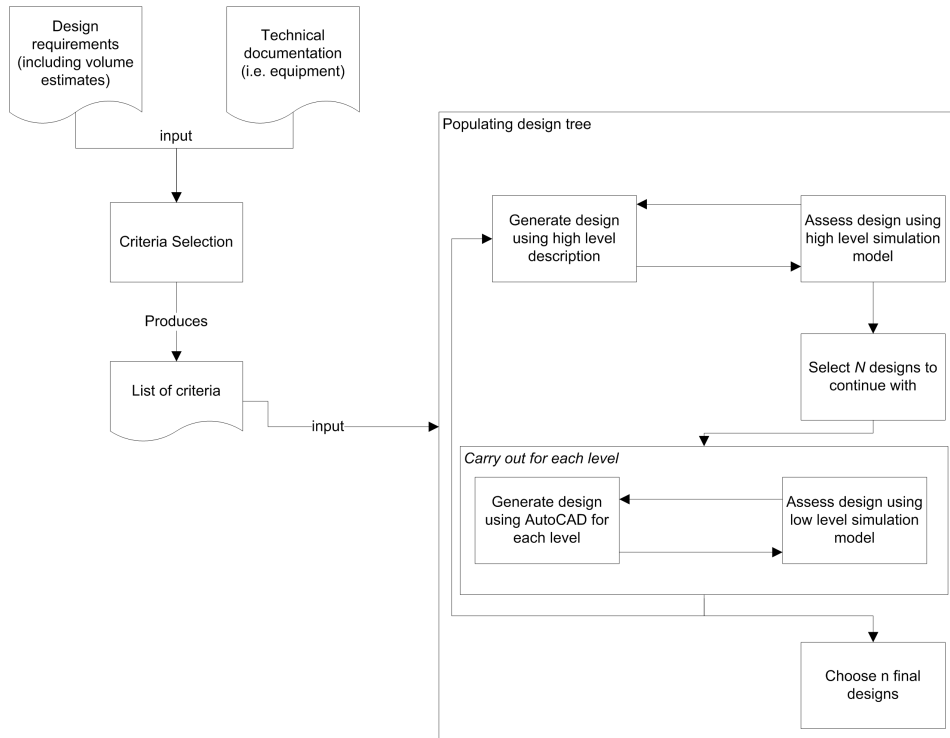 Design
requirements
(including volume
estimates)
Technical
documentation
(i.e. equipment)
input
Criteria Selection
Produces
List of criteria
input
Populating design tree
Generate design
using high level
description
Assess design using
high level simulation
model
Select N designs to
continue with
Carry out for each level
Generate design
using AutoCAD for
each level
Assess design using
low level simulation
model
Choose n final
designs